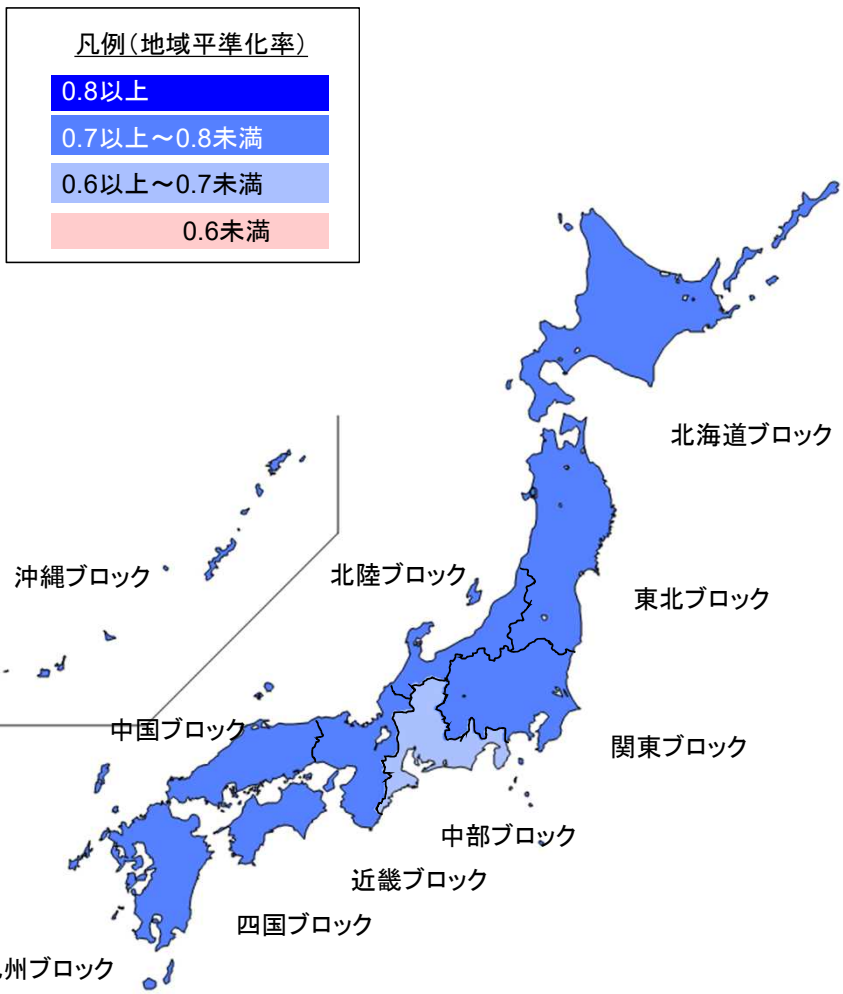 凡例(地域平準化率)
0.8以上
0.7以上～0.8未満
0.6以上～0.7未満
0.6未満
北海道ブロック
沖縄ブロック
北陸ブロック
東北ブロック
中国ブロック
関東ブロック
中部ブロック
近畿ブロック
四国ブロック
州ブロック